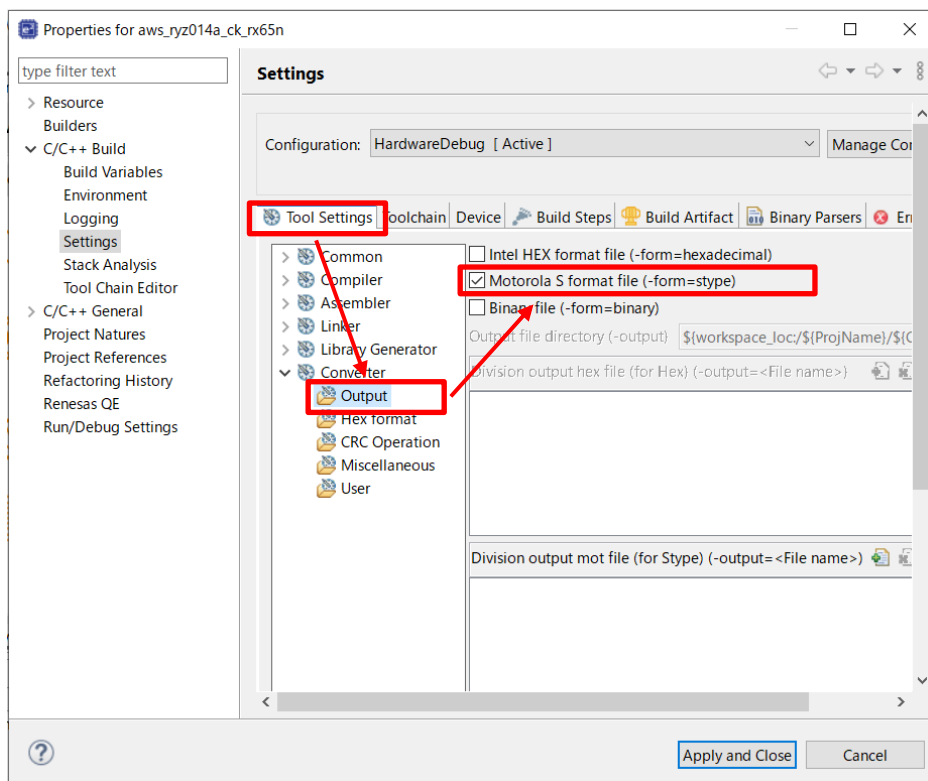 Properties for aws_ryz014a_ck_rx65n
type filter text
Resource
Builders
C/C++ Build
Build Variables
Environment
Logging
Settings
Stack Analysis
Tool Chain Editor
C/C++ General
Project Natures
Project References
Refactoring History
Renesas QE
Run/Debug Settings
Settings
Configuration: HardwareDebug [ Active ] Manage Cor
Tool Settings Toolchain Device Build Steps Build Artifact Binary Parsers Err
Common
Compiler
Assembler
Linker
Library Generator
Converter
Output
Hex format
CRC Operation
Miscellaneous
User
Intel HEX format file (-form=hexadecimal)
Motorola S format file (-form=stype)
Binary file (-form=binary)
Output file directory (-output) ${workspace_loc:/${ProjName}/${C
Division output hex file (for Hex) (-output=<File name>)
Division output mot file (for Stype) (-output=<File name>)
Apply and Close Cancel